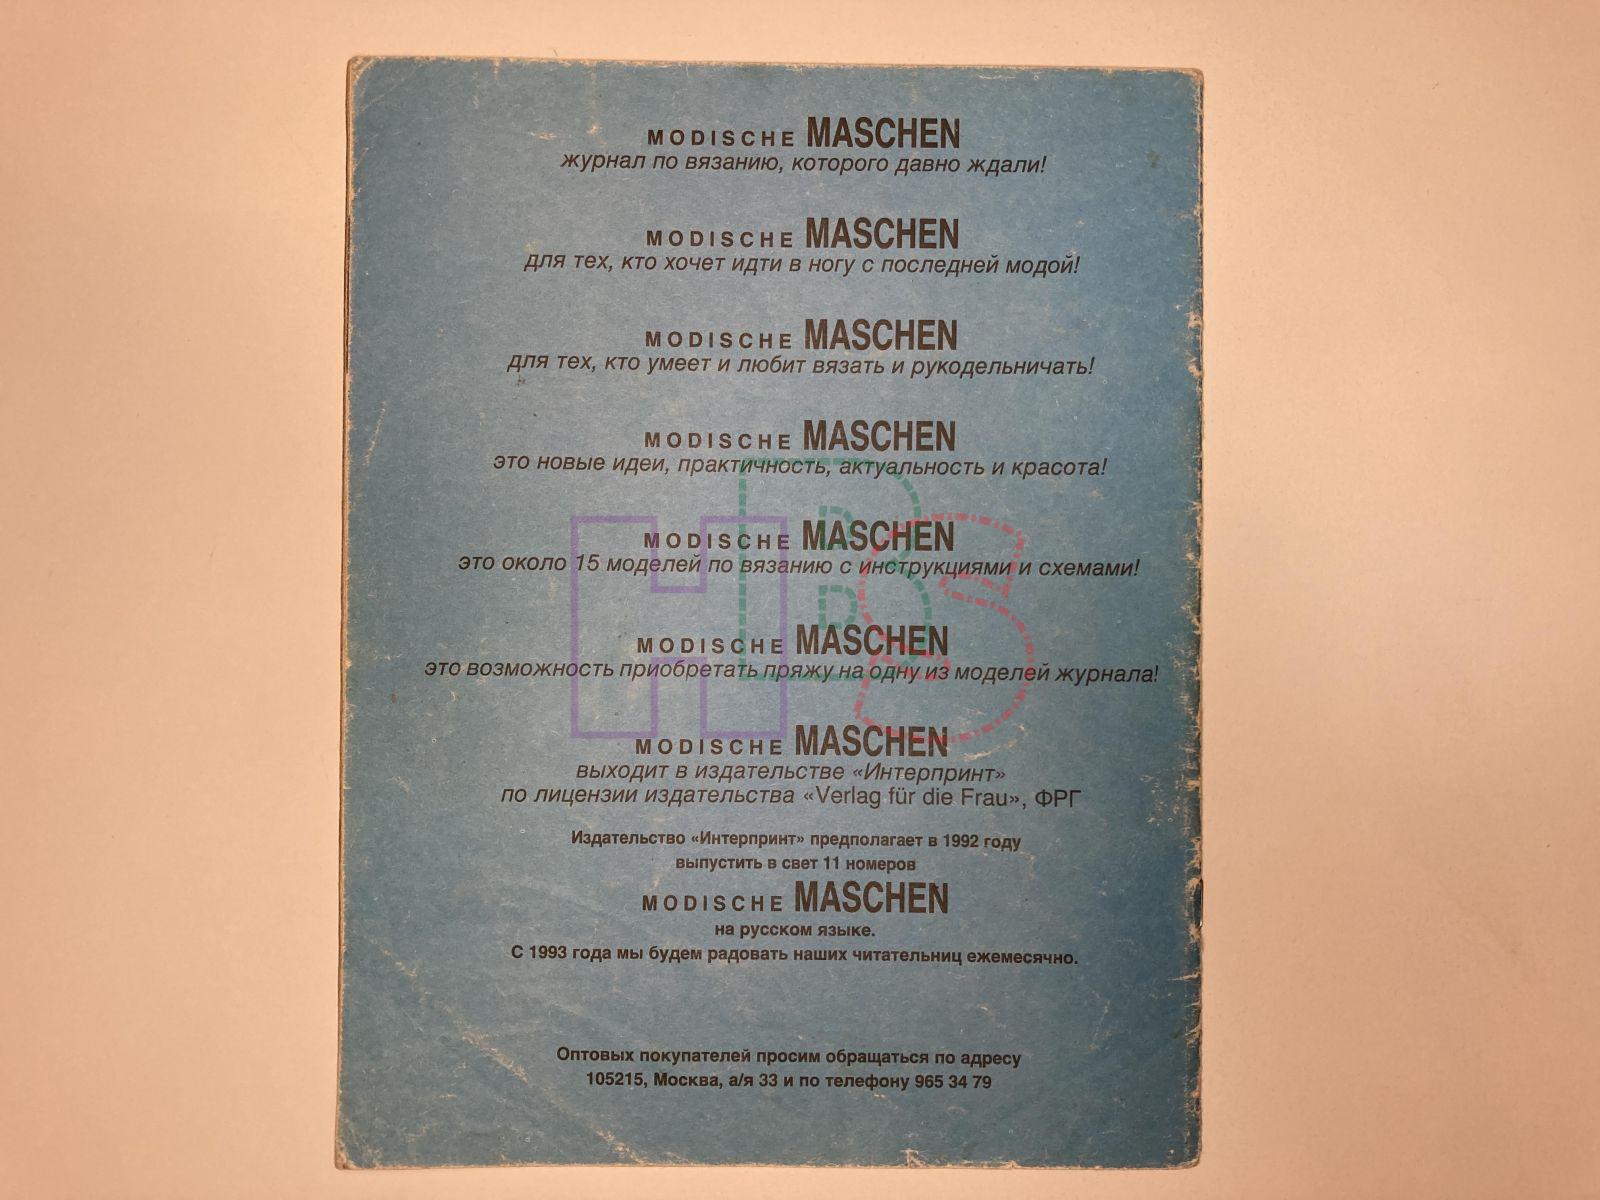 MODISCHE MASCHEN
журнал по вязанию, которого давно ждали!
MODISCHE MASCHEN
для тех, кто хочет идти в ногу с последней модой!
MODISCHE MASCHEN
для тех, кто умеет и любит вязать и рукодельничать!
MODISCHE MASCHEN
это новые идеи, практичность, актуальность и красота!
MODISCHE MASCHEN
это около 15 моделей по вязанию с инструкциями и схемами!
MODISCHE MASCHEN
это возможность приобретать пряжу на одну из моделей журнала!
MODISCHE MASCHEN
выходит в издательстве «Интерпринт»
по лицензии издательства «Verlag für die Frau», ФРГ
Издательство «Интерпринт» предполагает в 1992 году
выпустить в свет 11 номеров
MODISCHE MASCHEN
на русском языке.
С 1993 года мы будем радовать наших читательниц ежемесячно.
Оптовых покупателей просим обращаться по адресу
105215, Москва, а/я 33 и по телефону 965 34 79
HBS